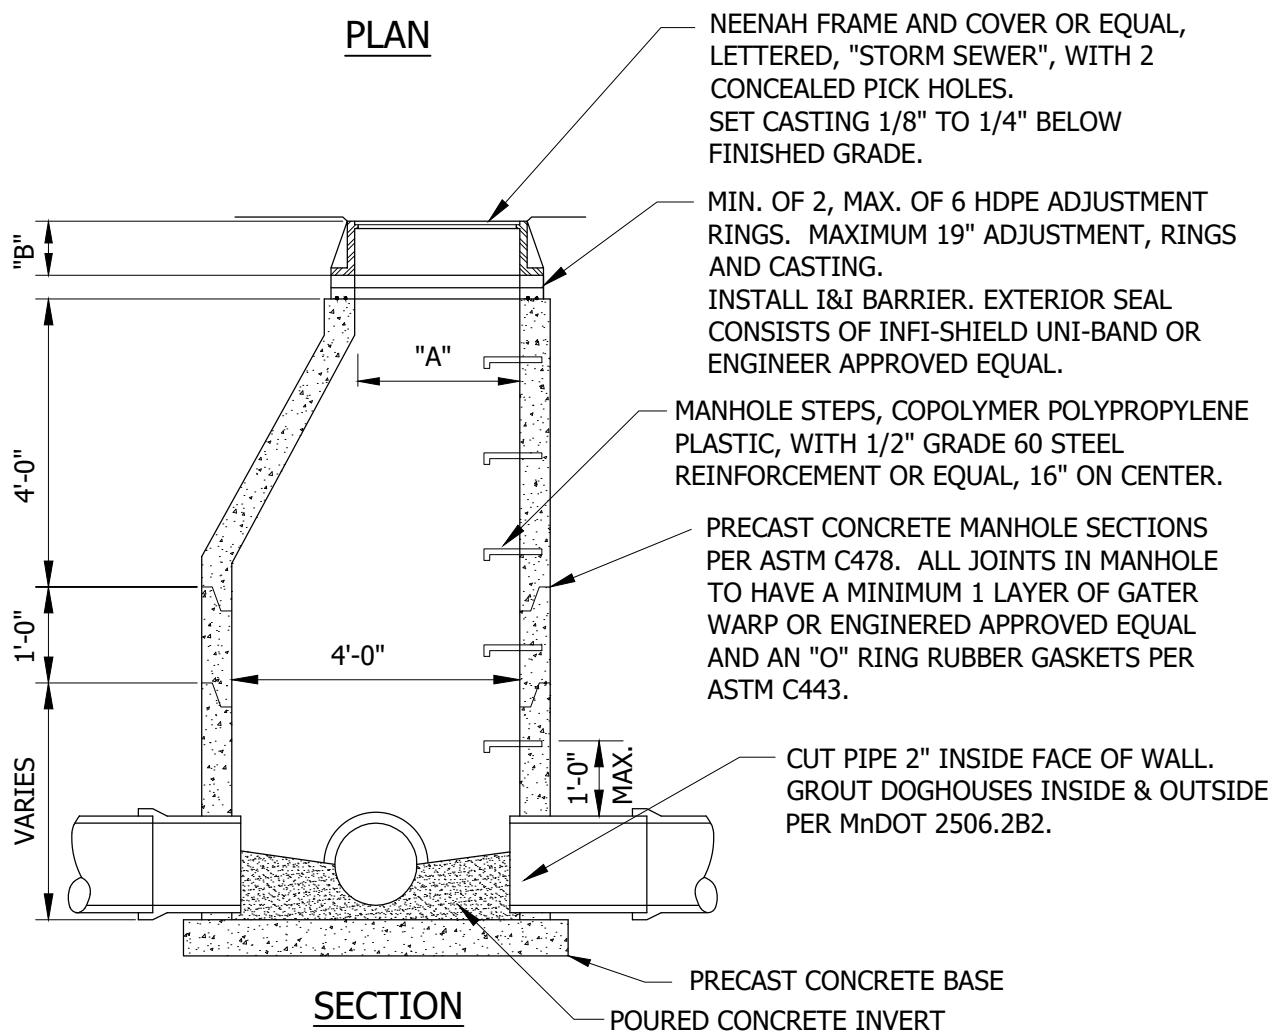 PLAN
NEENAH FRAME AND COVER OR EQUAL,
LETTERED, "STORM SEWER", WITH 2
CONCEALED PICK HOLES.
SET CASTING 1/8" TO 1/4" BELOW
FINISHED GRADE.
MIN. OF 2, MAX. OF 6 HDPE ADJUSTMENT
RINGS.  MAXIMUM 19" ADJUSTMENT, RINGS
AND CASTING.
INSTALL I&I BARRIER. EXTERIOR SEAL
CONSISTS OF INFI-SHIELD UNI-BAND OR
ENGINEER APPROVED EQUAL.
"B"
"A"
MANHOLE STEPS, COPOLYMER POLYPROPYLENE
PLASTIC, WITH 1/2" GRADE 60 STEEL
REINFORCEMENT OR EQUAL, 16" ON CENTER.
4'-0"
PRECAST CONCRETE MANHOLE SECTIONS
PER ASTM C478.  ALL JOINTS IN MANHOLE
TO HAVE A MINIMUM 1 LAYER OF GATER
WARP OR ENGINERED APPROVED EQUAL
AND AN "O" RING RUBBER GASKETS PER
ASTM C443.
1'-0"
4'-0"
VARIES
1'-0"
MAX.
CUT PIPE 2" INSIDE FACE OF WALL.
GROUT DOGHOUSES INSIDE & OUTSIDE
PER MnDOT 2506.2B2.
PRECAST CONCRETE BASE
POURED CONCRETE INVERT
SECTION